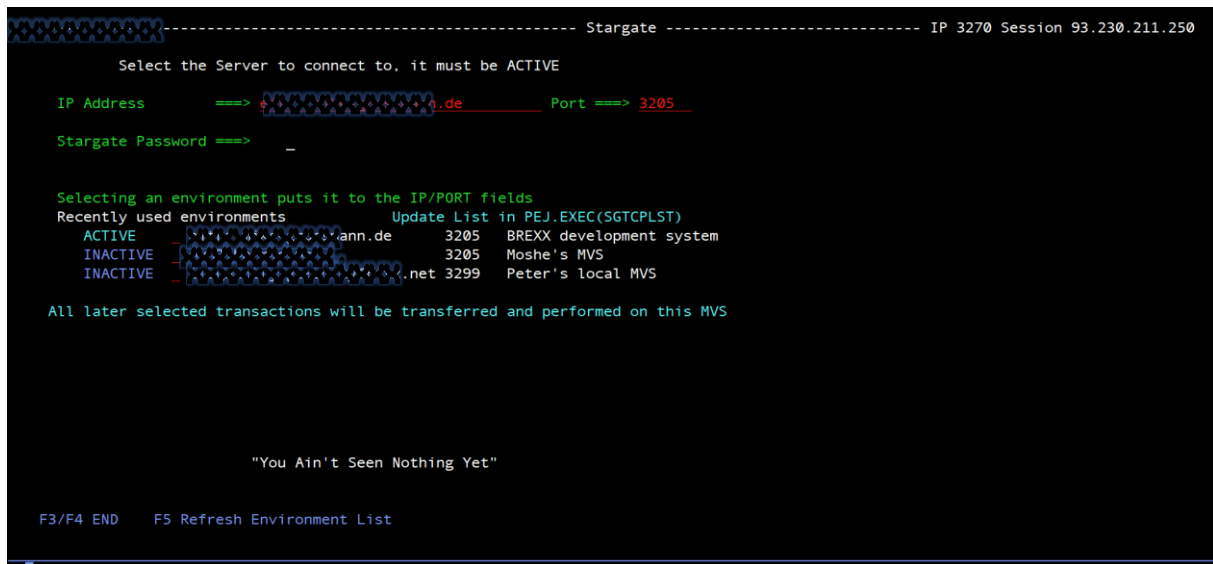 ------------------------------------------------ Stargate ----------------------------- IP 3270 Session 93.230.211.250
Select the Server to connect to, it must be ACTIVE
IP Address ===> .de Port ===> 3205
Stargate Password ===> _
Selecting an environment puts it to the IP/PORT fields
Recently used environments Update List in PEJ.EXEC(SGTCPLST)
ACTIVE _ ann.de 3205 BREXX development system
INACTIVE _ 3205 Moshe's MVS
INACTIVE _ .net 3299 Peter's local MVS
All later selected transactions will be transferred and performed on this MVS
"You Ain't Seen Nothing Yet"
F3/F4 END F5 Refresh Environment List